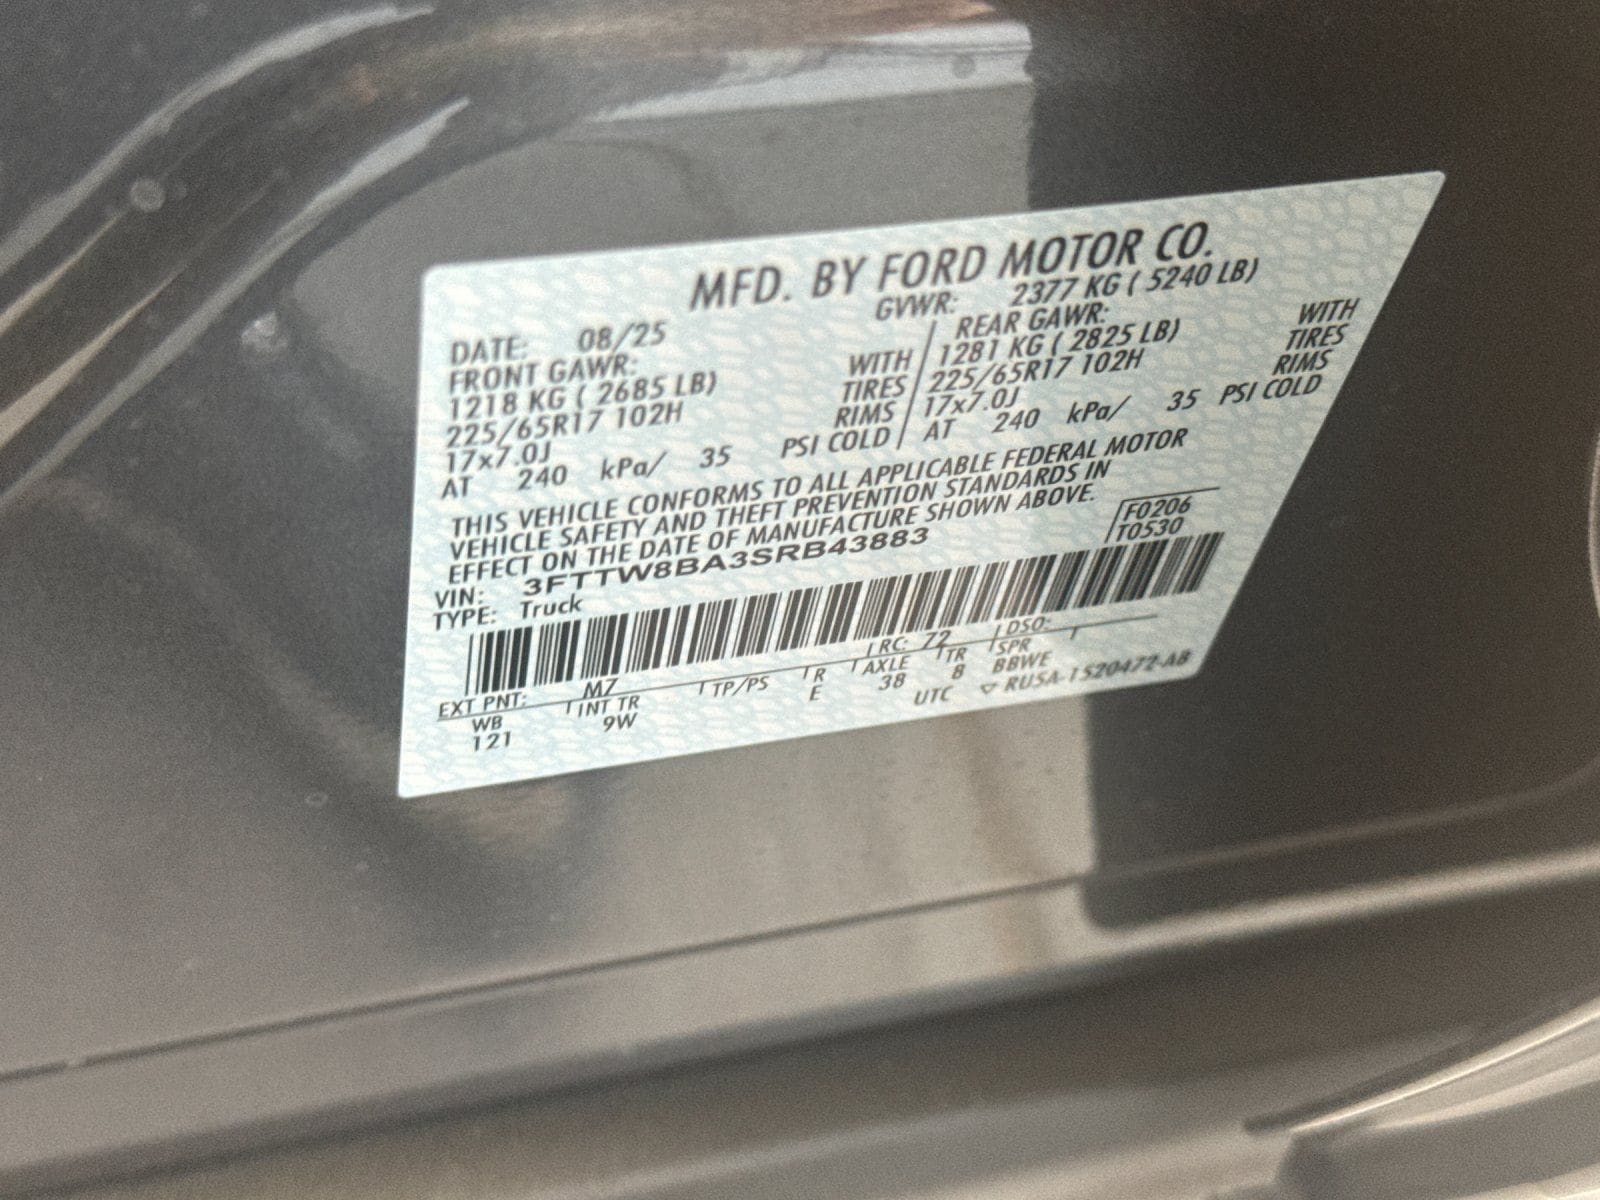 MFD. BY FORD MOTOR CO.
DATE: 08/25 GVWR: 2377 KG ( 5240 LB)
FRONT GAWR: REAR GAWR:
1218 KG ( 2685 LB) WITH 1281 KG ( 2825 LB) WITH
225/65R17 102H TIRES 225/65R17 102H TIRES
17x7.0J RIMS 17x7.0J RIMS
AT 240 kPa/ 35 PSI COLD AT 240 kPa/ 35 PSI COLD
THIS VEHICLE CONFORMS TO ALL APPLICABLE FEDERAL MOTOR
VEHICLE SAFETY AND THEFT PREVENTION STANDARDS IN
EFFECT ON THE DATE OF MANUFACTURE SHOWN ABOVE.
F0206
VIN: 3FTTW8BA3SRB43883 T0530
TYPE: Truck
EXT PNT: M7 RC: 72 DSO:
WB INT TR TP/PS R AXLE TR SPR
121 9W E 38 8 BBWE
UTC ▽ RU5A-1520472-AB